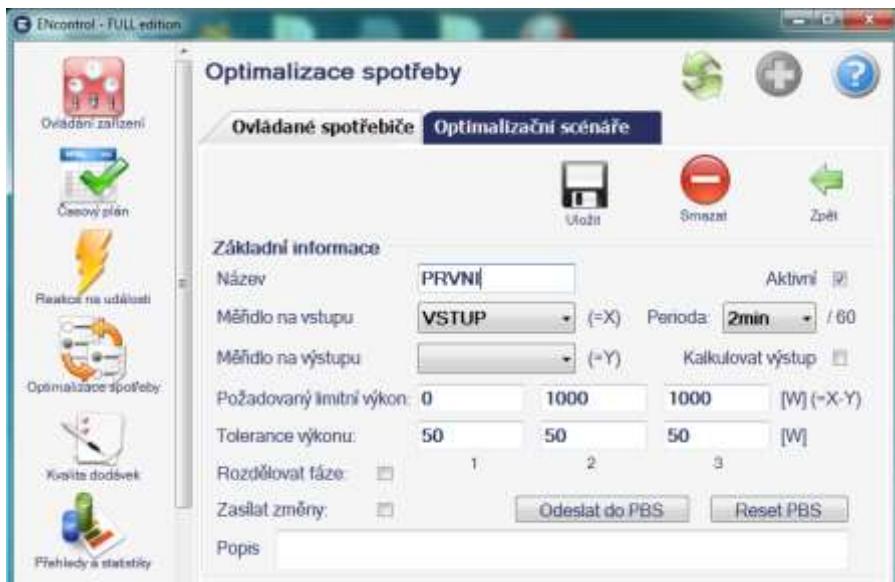 ENcontrol - FULL edition
Optimalizace spotřeby
Ovládání zařízení
Ovládané spotřebiče Optimalizační scénáře
Časový plán
Uložit Smazat Zpět
Základní informace
Název PRVNI Aktivní
Reakce na události
Měřidlo na vstupu VSTUP (=X) Perioda: 2min / 60
Měřidlo na výstupu (=Y) Kalkulovat výstup
Optimalizace spotřeby
Požadovaný limitní výkon: 0 1000 1000 [W] (=X-Y)
Tolerance výkonu: 50 50 50 [W]
1 2 3
Kvalita dodávek
Rozdělovat fáze:
Zasílat změny: Odeslat do PBS Reset PBS
Popis
Přehledy a statistiky